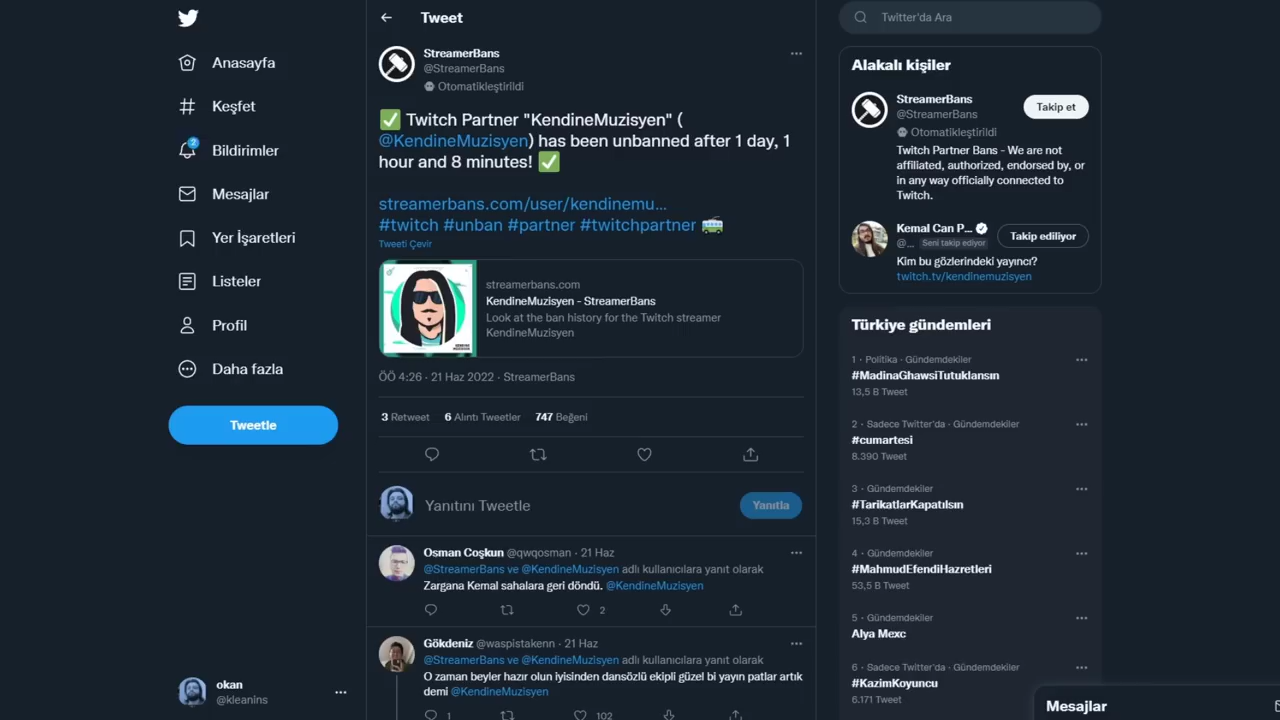 Anasayfa
Keşfet
2
Bildirimler
Mesajlar
Yer İşaretleri
Listeler
Profil
Daha fazla
Tweetle
okan
@kleanins
Tweet
StreamerBans
@StreamerBans
Otomatikleştirildi
✅ Twitch Partner "KendineMuzisyen" (
@KendineMuzisyen) has been unbanned after 1 day, 1
hour and 8 minutes! ✅
streamerbans.com/user/kendinemu...
#twitch #unban #partner #twitchpartner
Tweeti Çevir
streamerbans.com
KendineMuzisyen - StreamerBans
Look at the ban history for the Twitch streamer
KendineMuzisyen
ÖÖ 4:26 · 21 Haz 2022 · StreamerBans
3 Retweet 6 Alıntı Tweetler 747 Beğeni
Yanıtını Tweetle
Yanıtla
Osman Coşkun @qwqosman · 21 Haz
@StreamerBans ve @KendineMuzisyen adlı kullanıcılara yanıt olarak
Zargana Kemal sahalara geri döndü. @KendineMuzisyen
2
Gökdeniz @waspistakenn · 21 Haz
@StreamerBans ve @KendineMuzisyen adlı kullanıcılara yanıt olarak
O zaman beyler hazır olun iyisinden dansözlü ekipli güzel bi yayın patlar artık
demi @KendineMuzisyen
1 102
Twitter'da Ara
Alakalı kişiler
StreamerBans
@StreamerBans
Takip et
Otomatikleştirildi
Twitch Partner Bans - We are not
affiliated, authorized, endorsed by, or
in any way officially connected to
Twitch.
Kemal Can P...
@... Seni takip ediyor
Takip ediliyor
Kim bu gözlerindeki yayıncı?
twitch.tv/kendinemuzisyen
Türkiye gündemleri
1 · Politika · Gündemdekiler
#MadinaGhawsiTutuklansın
13,5 B Tweet
2 · Sadece Twitter'da · Gündemdekiler
#cumartesi
8.390 Tweet
3 · Gündemdekiler
#TarikatlarKapatılsın
15,3 B Tweet
4 · Gündemdekiler
#MahmudEfendiHazretleri
53,5 B Tweet
5 · Gündemdekiler
Alya Mexc
6 · Sadece Twitter'da · Gündemdekiler
#KazimKoyuncu
6.171 Tweet
Mesajlar